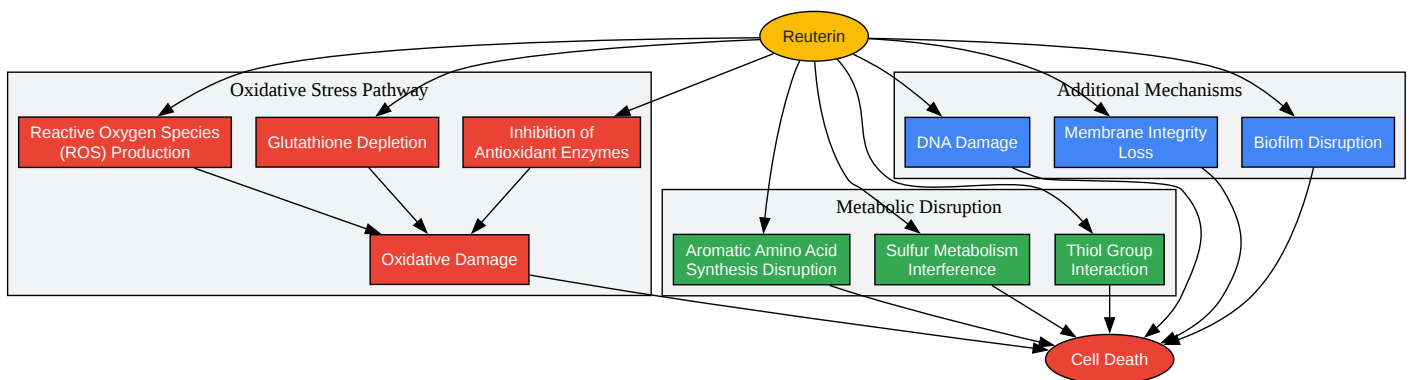 Reuterin
Oxidative Stress Pathway
Additional Mechanisms
Reactive Oxygen Species
(ROS) Production
Glutathione Depletion
Inhibition of
Antioxidant Enzymes
DNA Damage
Membrane Integrity
Loss
Biofilm Disruption
Metabolic Disruption
Oxidative Damage
Aromatic Amino Acid
Synthesis Disruption
Sulfur Metabolism
Interference
Thiol Group
Interaction
Cell Death